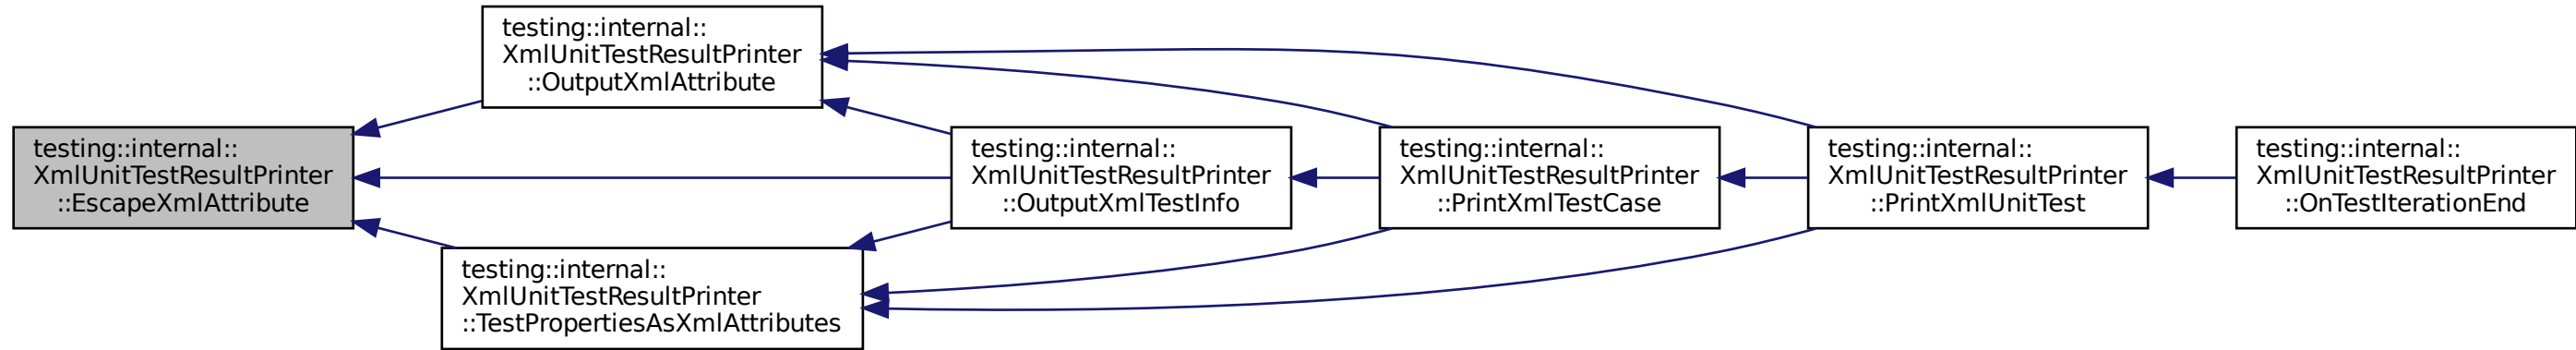 testing::internal::
XmlUnitTestResultPrinter
::OutputXmlAttribute
testing::internal::
XmlUnitTestResultPrinter
::EscapeXmlAttribute
testing::internal::
XmlUnitTestResultPrinter
::OutputXmlTestInfo
testing::internal::
XmlUnitTestResultPrinter
::PrintXmlTestCase
testing::internal::
XmlUnitTestResultPrinter
::PrintXmlUnitTest
testing::internal::
XmlUnitTestResultPrinter
::OnTestIterationEnd
testing::internal::
XmlUnitTestResultPrinter
::TestPropertiesAsXmlAttributes